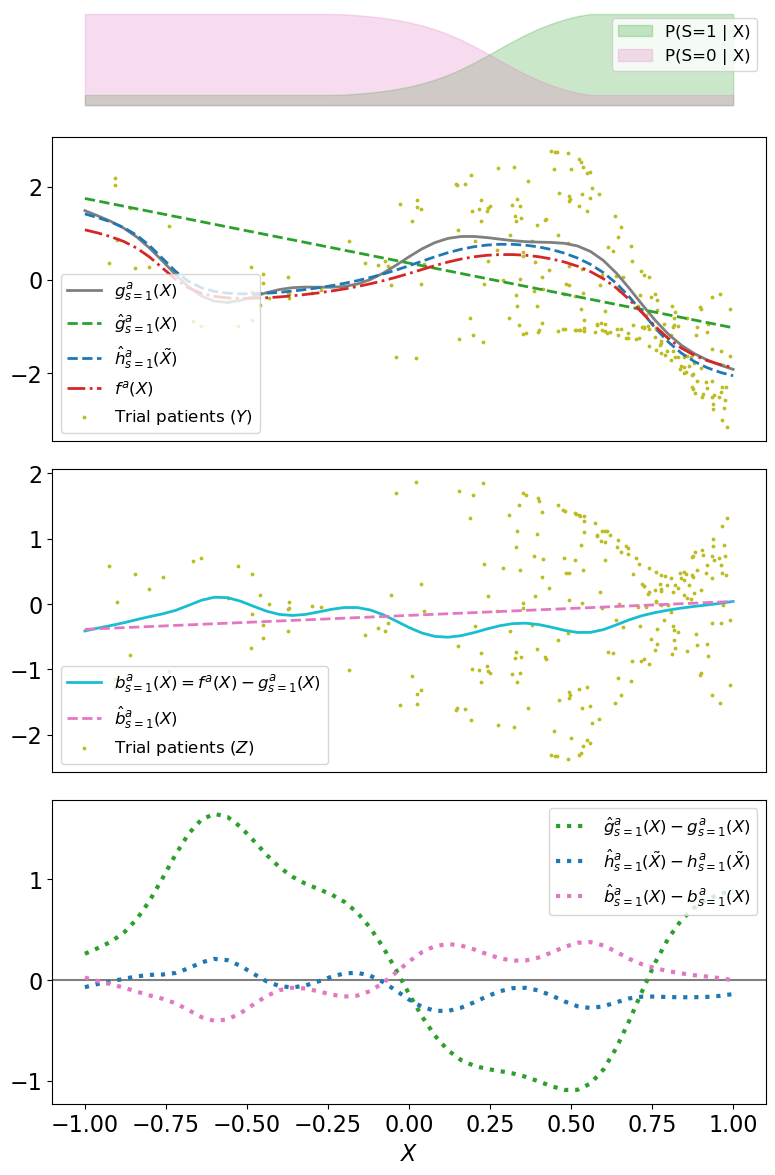 P(S=1 | X)
P(S=0 | X)
2
0
−2
g^a_{s=1}(X)
ĝ^a_{s=1}(X)
ĥ^a_{s=1}(X̃)
f^a(X)
Trial patients (Y)
2
1
0
−1
−2
b^a_{s=1}(X) = f^a(X) − g^a_{s=1}(X)
b̂^a_{s=1}(X)
Trial patients (Z)
ĝ^a_{s=1}(X) − g^a_{s=1}(X)
ĥ^a_{s=1}(X̃) − h^a_{s=1}(X̃)
b̂^a_{s=1}(X) − b^a_{s=1}(X)
1
0
−1
−1.00 −0.75 −0.50 −0.25 0.00 0.25 0.50 0.75 1.00
X